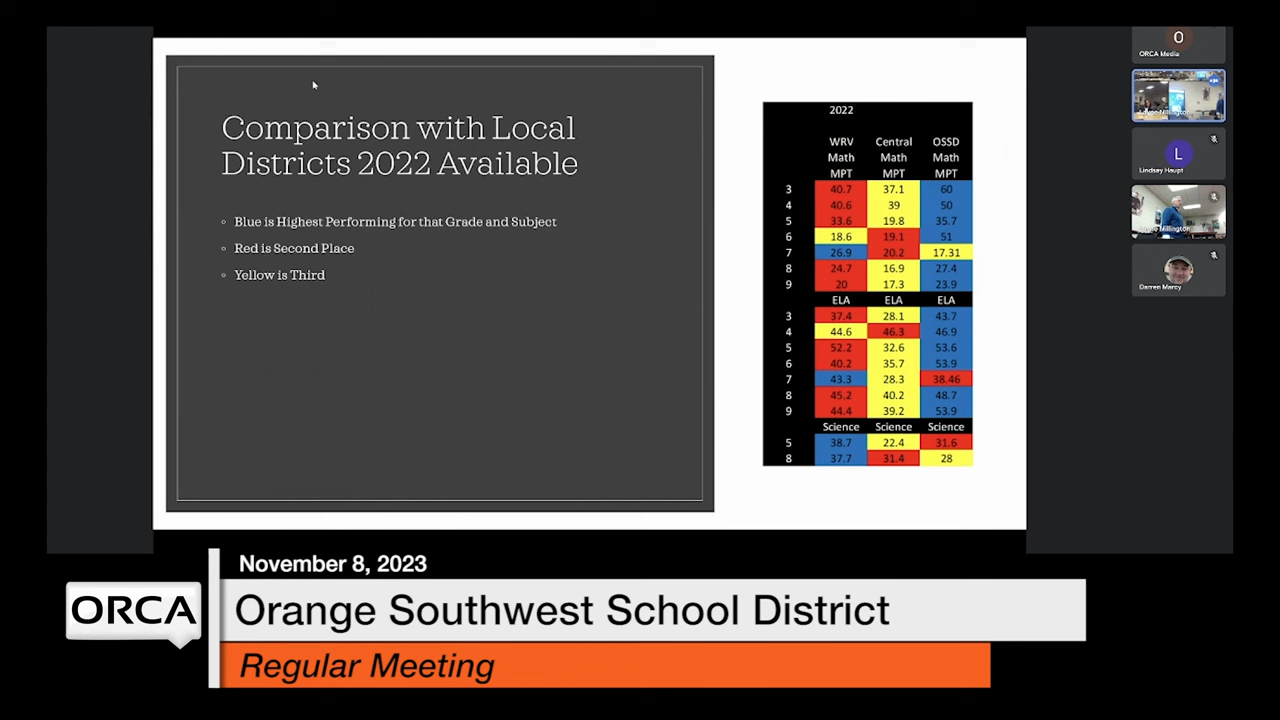 Comparison with Local
Districts 2022 Available
Blue is Highest Performing for that Grade and Subject
Red is Second Place
Yellow is Third
2022
WRV Central OSSD
Math Math Math
MPT MPT MPT
3 40.7 37.1 60
4 40.6 39 50
5 33.6 19.8 35.7
6 18.6 19.1 51
7 26.9 20.2 17.31
8 24.7 16.9 27.4
9 20 17.3 23.9
ELA ELA ELA
3 37.4 28.1 43.7
4 44.6 46.3 46.9
5 52.2 32.6 53.6
6 40.2 35.7 53.9
7 43.3 28.3 38.46
8 45.2 40.2 48.7
9 44.4 39.2 53.9
Science Science Science
5 38.7 22.4 31.6
8 37.7 31.4 28
O
ORCA Media
Millington
L
Lindsay Haupt
Millington
Darren Marcy
November 8, 2023
ORCA
Orange Southwest School District
Regular Meeting